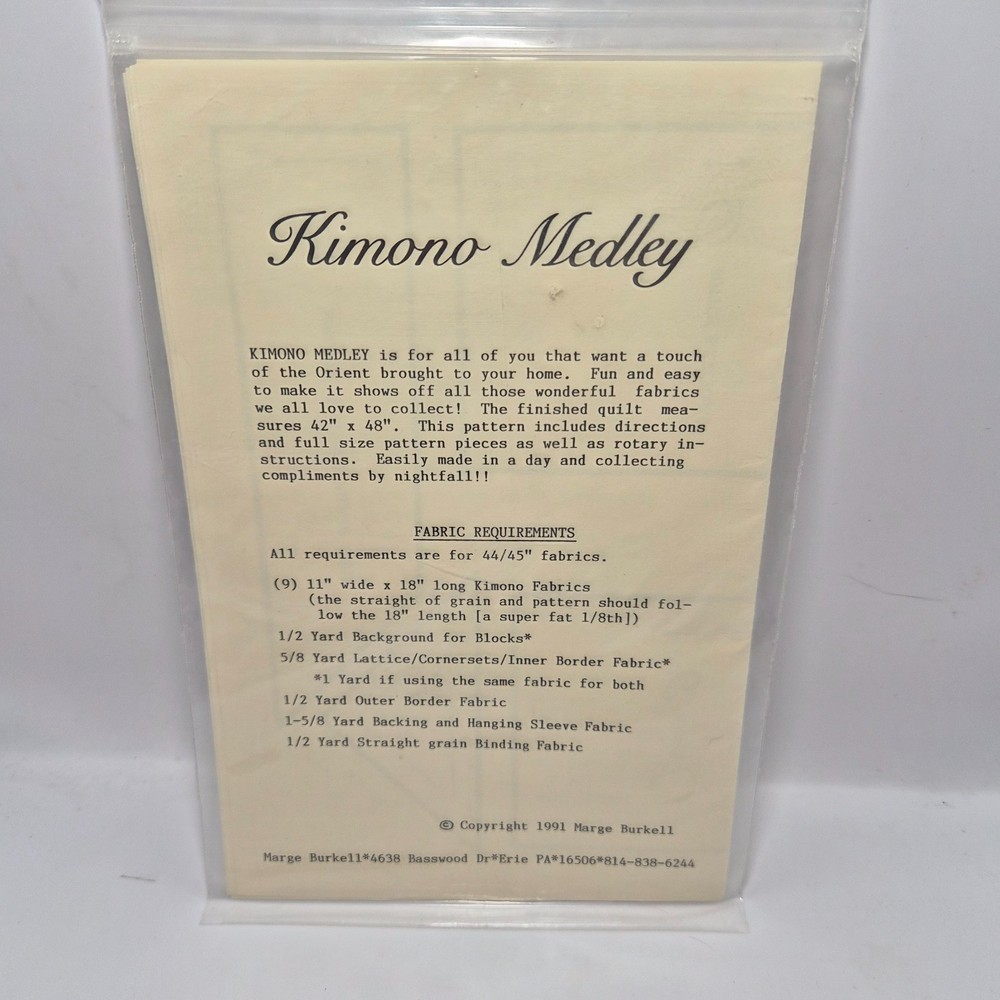 Kimono Medley
KIMONO MEDLEY is for all of you that want a touch
of the Orient brought to your home. Fun and easy
to make it shows off all those wonderful fabrics
we all love to collect! The finished quilt mea-
sures 42" x 48". This pattern includes directions
and full size pattern pieces as well as rotary in-
structions. Easily made in a day and collecting
compliments by nightfall!!
FABRIC REQUIREMENTS
All requirements are for 44/45" fabrics.
(9) 11" wide x 18" long Kimono Fabrics
(the straight of grain and pattern should fol-
low the 18" length [a super fat 1/8th])
1/2 Yard Background for Blocks*
5/8 Yard Lattice/Cornersets/Inner Border Fabric*
*1 Yard if using the same fabric for both
1/2 Yard Outer Border Fabric
1-5/8 Yard Backing and Hanging Sleeve Fabric
1/2 Yard Straight grain Binding Fabric
© Copyright 1991 Marge Burkell
Marge Burkell*4638 Basswood Dr*Erie PA*16506*814-838-6244